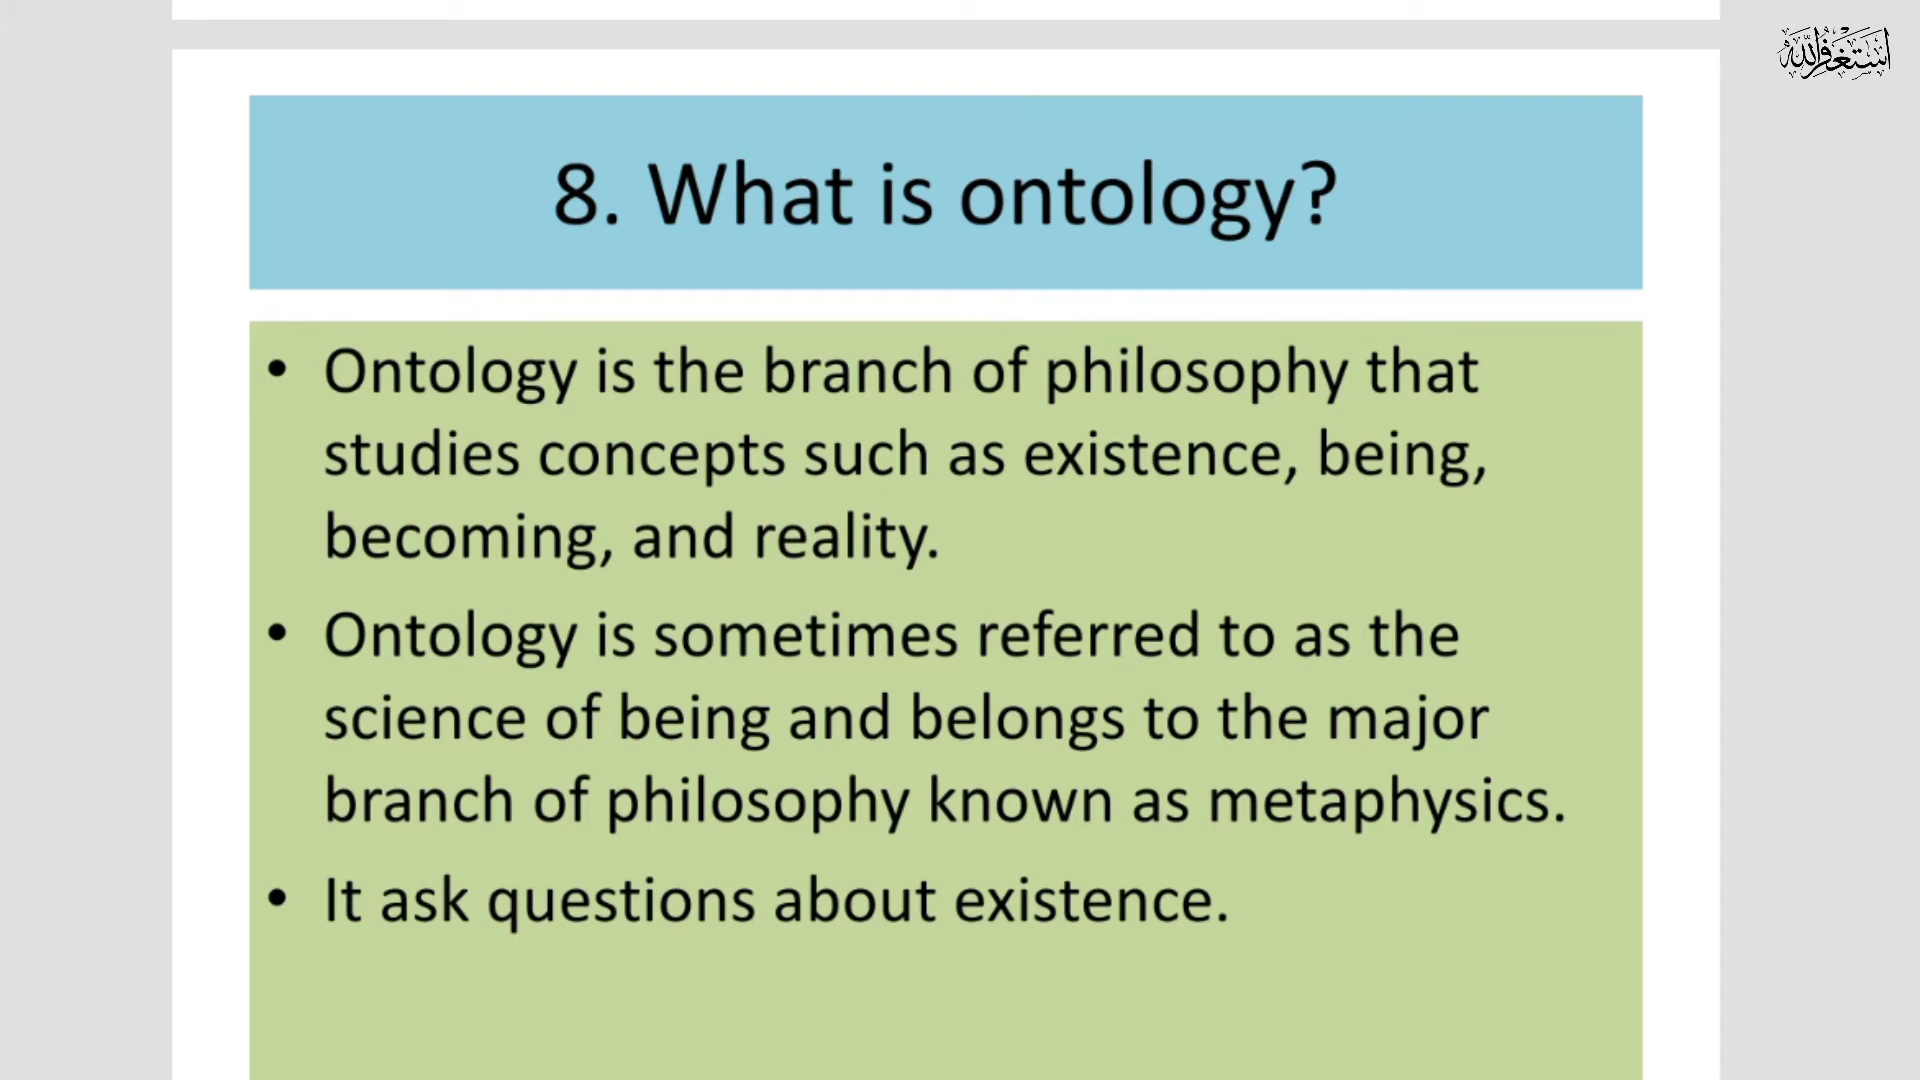 أستغفر الله
8. What is ontology?
• Ontology is the branch of philosophy that
studies concepts such as existence, being,
becoming, and reality.
• Ontology is sometimes referred to as the
science of being and belongs to the major
branch of philosophy known as metaphysics.
• It ask questions about existence.